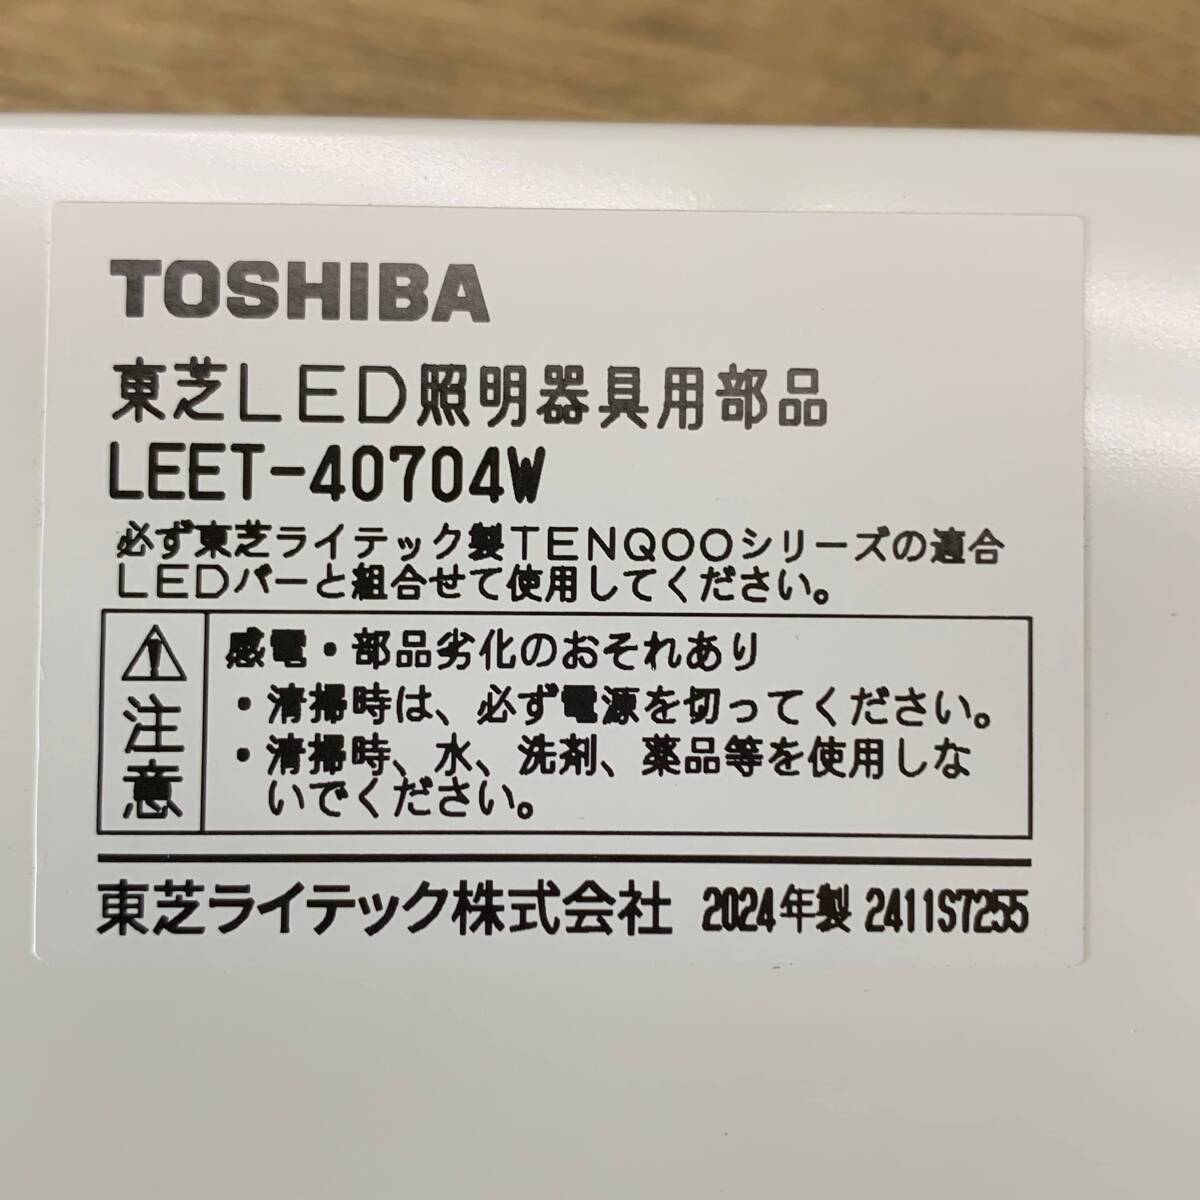 TOSHIBA
東芝LED照明器具用部品
LEET-40704W
必ず東芝ライテック製TENQOOシリーズの適合
LEDバーと組合せて使用してください。
注意
感電・部品劣化のおそれあり
・清掃時は、必ず電源を切ってください。
・清掃時、水、洗剤、薬品等を使用しな
いでください。
東芝ライテック株式会社 2024年製 2411S7255